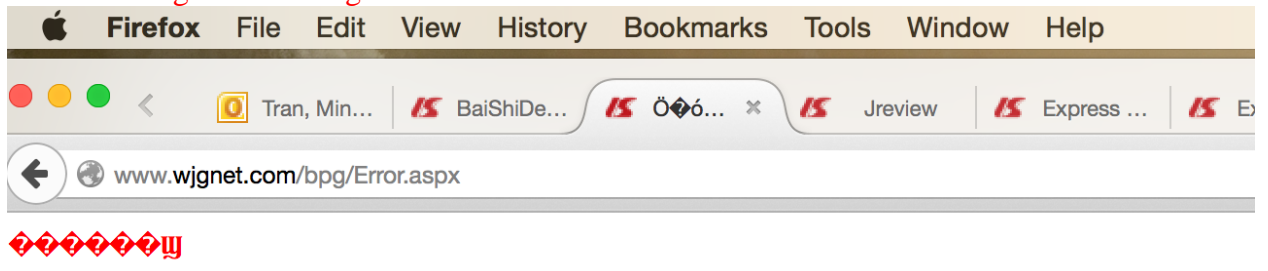 Firefox File Edit View History Bookmarks Tools Window Help
Tran, Min... BaiShiDe... Ö�ó... Jreview Express ... Ex
www.wjgnet.com/bpg/Error.aspx
������Щ